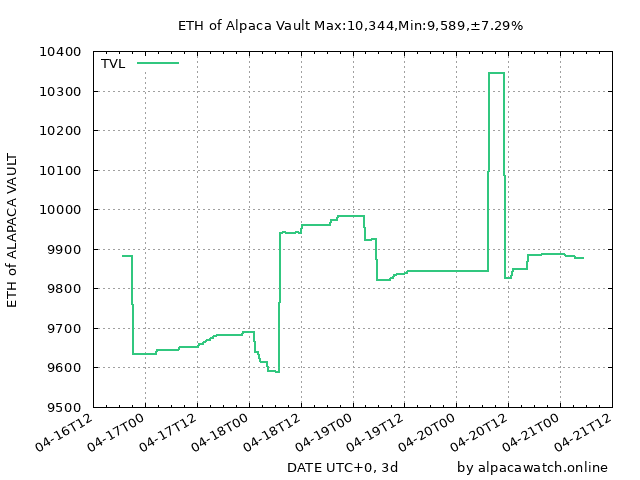 ETH of Alpaca Vault Max:10,344,Min:9,589,±7.29%
10400
TVL
10300
10200
10100
10000
9900
9800
9700
9600
9500
ETH of ALAPACA VAULT
04-16T12
04-17T00
04-17T12
04-18T00
04-18T12
04-19T00
04-19T12
04-20T00
04-20T12
04-21T00
04-21T12
DATE UTC+0, 3d
by alpacawatch.online